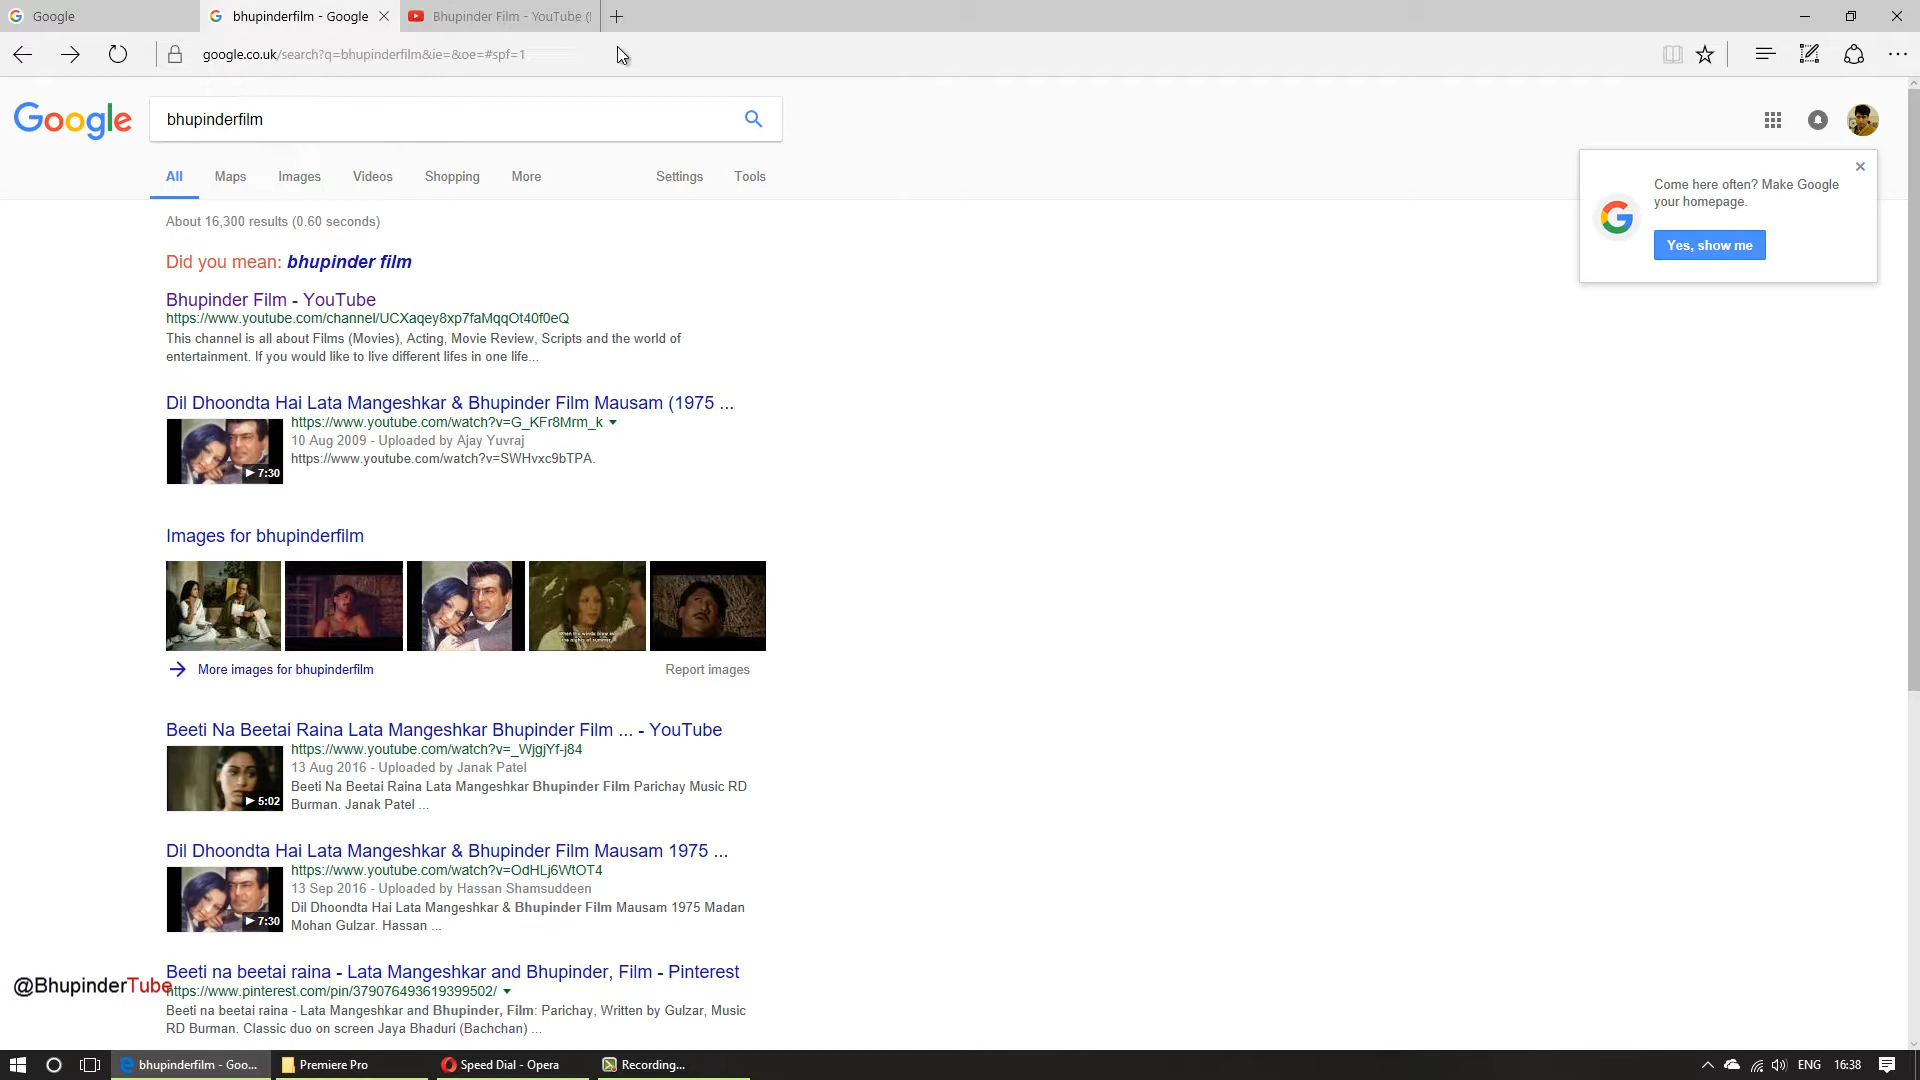 Google
bhupinderfilm - Google
Bhupinder Film - YouTube (
google.co.uk/search?q=bhupinderfilm&ie=&oe=#spf=1
Google
bhupinderfilm
All
Maps
Images
Videos
Shopping
More
Settings
Tools
Come here often? Make Google
your homepage.
Yes, show me
About 16,300 results (0.60 seconds)
Did you mean: bhupinder film
Bhupinder Film - YouTube
https://www.youtube.com/channel/UCXaqey8xp7faMqqOt40f0eQ
This channel is all about Films (Movies), Acting, Movie Review, Scripts and the world of
entertainment. If you would like to live different lifes in one life...
Dil Dhoondta Hai Lata Mangeshkar & Bhupinder Film Mausam (1975 ...
https://www.youtube.com/watch?v=G_KFr8Mrm_k
10 Aug 2009 - Uploaded by Ajay Yuvraj
https://www.youtube.com/watch?v=SWHvxc9bTPA.
7:30
Images for bhupinderfilm
More images for bhupinderfilm
Report images
Beeti Na Beetai Raina Lata Mangeshkar Bhupinder Film ... - YouTube
https://www.youtube.com/watch?v=_WjgjYf-j84
13 Aug 2016 - Uploaded by Janak Patel
Beeti Na Beetai Raina Lata Mangeshkar Bhupinder Film Parichay Music RD
Burman. Janak Patel ...
5:02
Dil Dhoondta Hai Lata Mangeshkar & Bhupinder Film Mausam 1975 ...
https://www.youtube.com/watch?v=OdHLj6WtOT4
13 Sep 2016 - Uploaded by Hassan Shamsuddeen
Dil Dhoondta Hai Lata Mangeshkar & Bhupinder Film Mausam 1975 Madan
Mohan Gulzar. Hassan ...
7:30
Beeti na beetai raina - Lata Mangeshkar and Bhupinder, Film - Pinterest
@BhupinderTube
https://www.pinterest.com/pin/379076493619399502/
Beeti na beetai raina - Lata Mangeshkar and Bhupinder, Film: Parichay, Written by Gulzar, Music
RD Burman. Classic duo on screen Jaya Bhaduri (Bachchan) ...
bhupinderfilm - Goo...
Premiere Pro
Speed Dial - Opera
Recording...
ENG
16:38